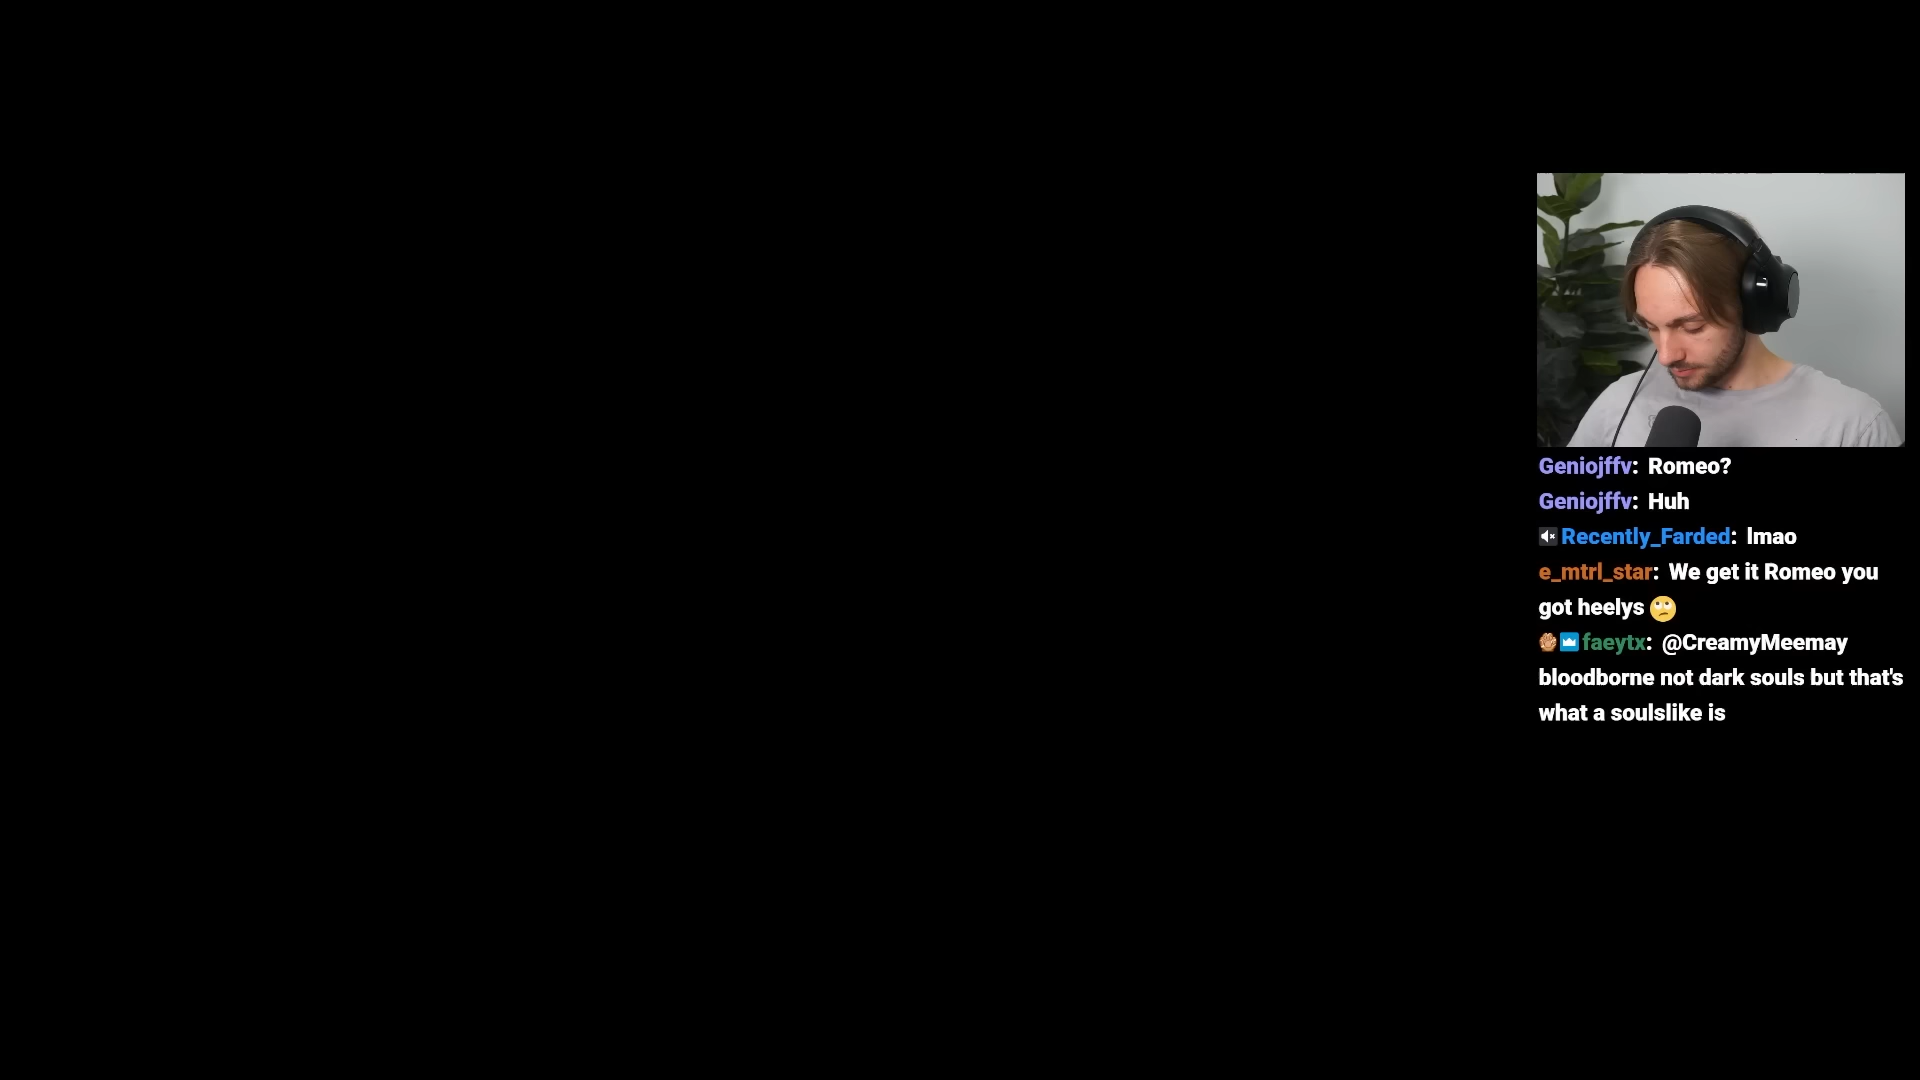 Geniojffv: Romeo?
Geniojffv: Huh
Recently_Farded: lmao
e_mtrl_star: We get it Romeo you
got heelys 🙄
faeytx: @CreamyMeemay
bloodborne not dark souls but that's
what a soulslike is